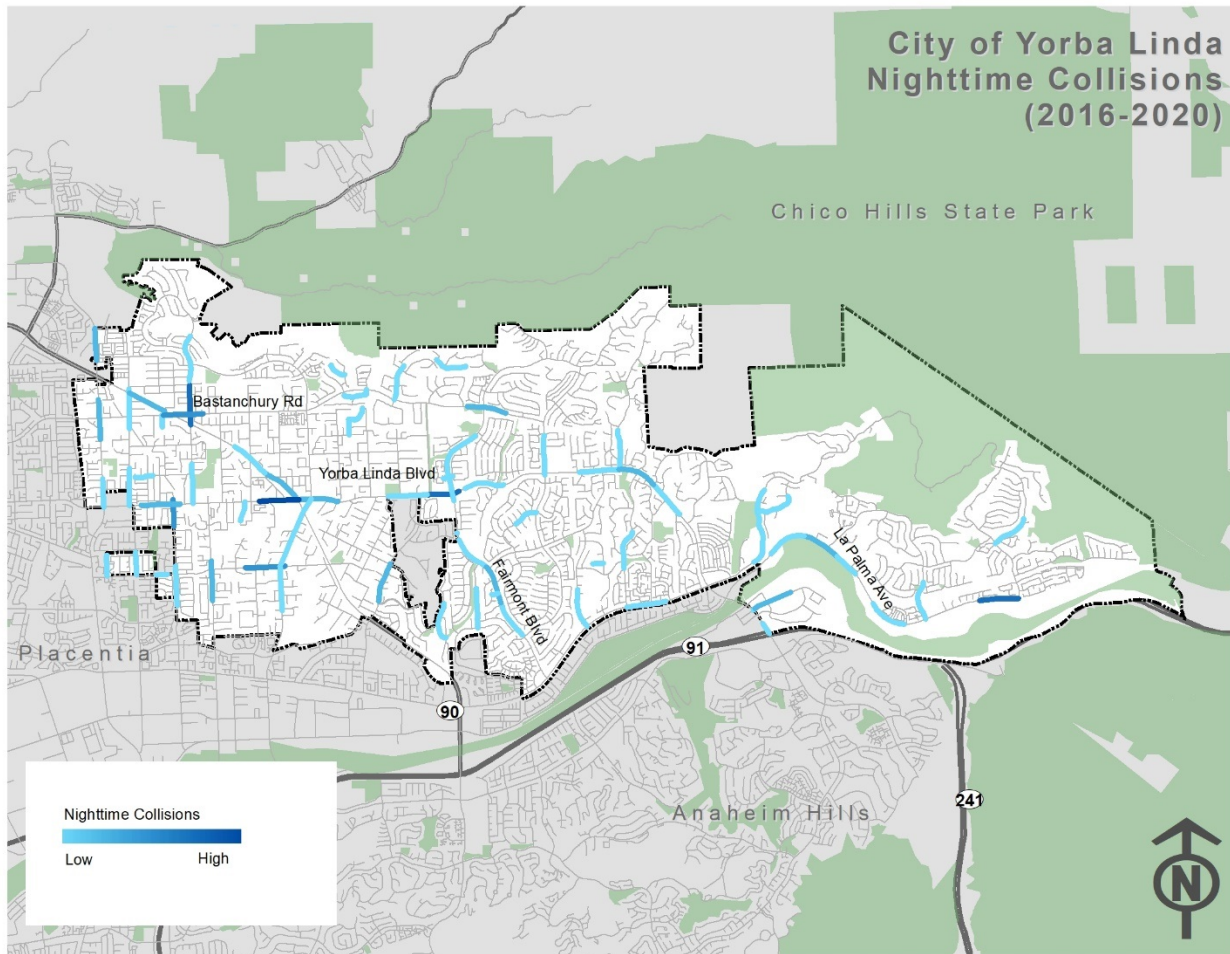 City of Yorba Linda
Nighttime Collisions
(2016-2020)
Chico Hills State Park
Bastanchury Rd
Yorba Linda Blvd
La Palma Ave
Fairmont Blvd
Placentia
91
90
241
Anaheim Hills
Nighttime Collisions
Low High
N